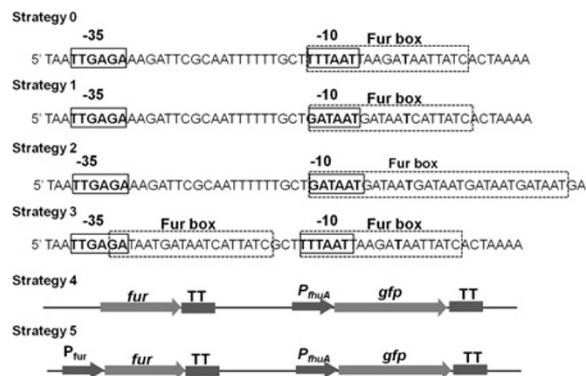 Strategy 0
-35 -10 Fur box
5' TAATTGAGAAAGATTCGCAATTTTTTGCTTTTAATTAAGATAATTATCACTAAAA
Strategy 1
-35 -10 Fur box
5' TAATTGAGAAAGATTCGCAATTTTTTGCTGATAATGATAATCATTATCACTAAAA
Strategy 2
-35 -10 Fur box
5' TAATTGAGAAAGATTCGCAATTTTTTGCTGATAATGATAATGATAATGATAATGATAATGA
Strategy 3
-35 Fur box -10 Fur box
5' TAATTGAGATAATGATAATCATTATCGCTTTTAATTAAGATAATTATCACTAAAA
Strategy 4
fur TT PfhuA gfp TT
Strategy 5
Pfur fur TT PfhuA gfp TT